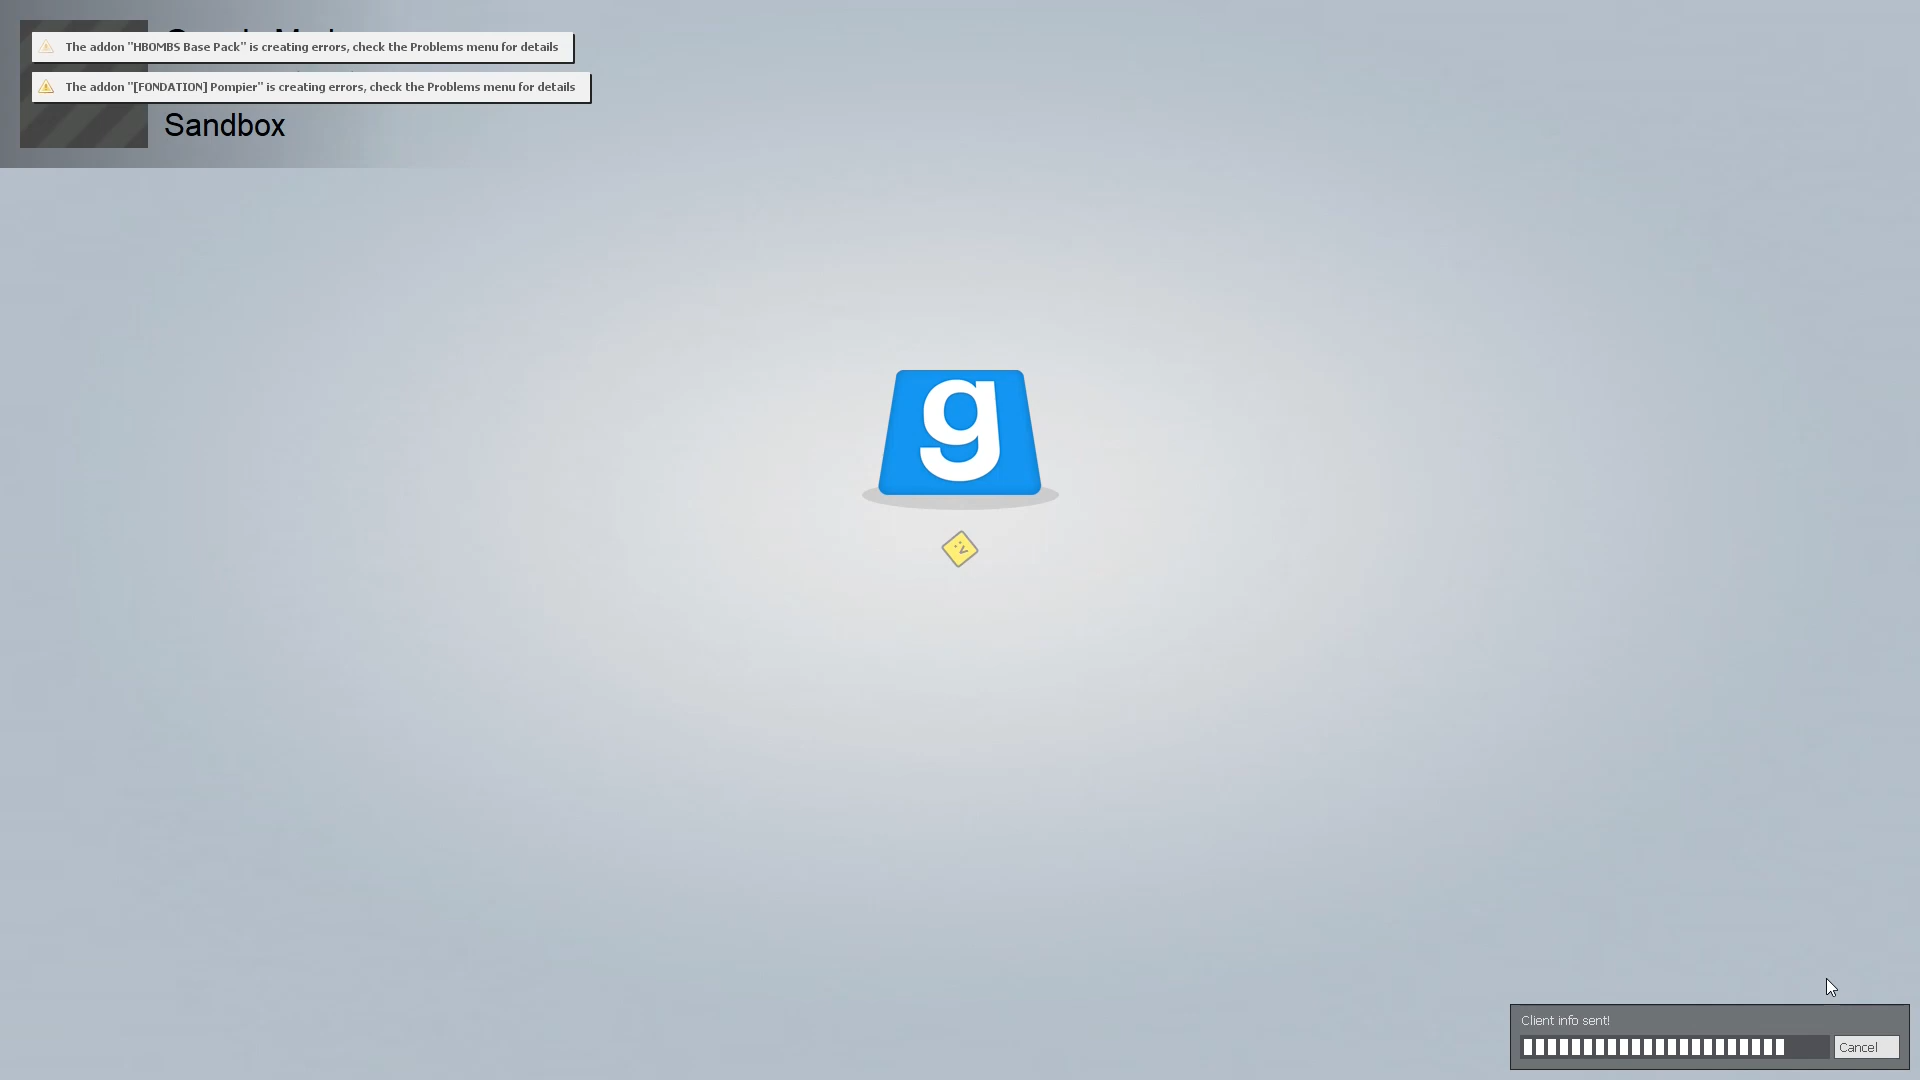 The addon "HBOMBS Base Pack" is creating errors, check the Problems menu for details
The addon "[FONDATION] Pompier" is creating errors, check the Problems menu for details
Sandbox
g
:v
Client info sent!
Cancel